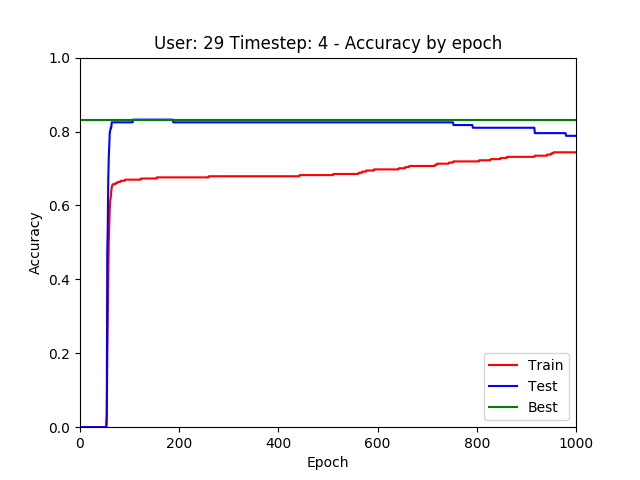 User: 29 Timestep: 4 - Accuracy by epoch
1.0
0.8
0.6
0.4
0.2
0.0
Accuracy
0 200 400 600 800 1000
Epoch
Train
Test
Best